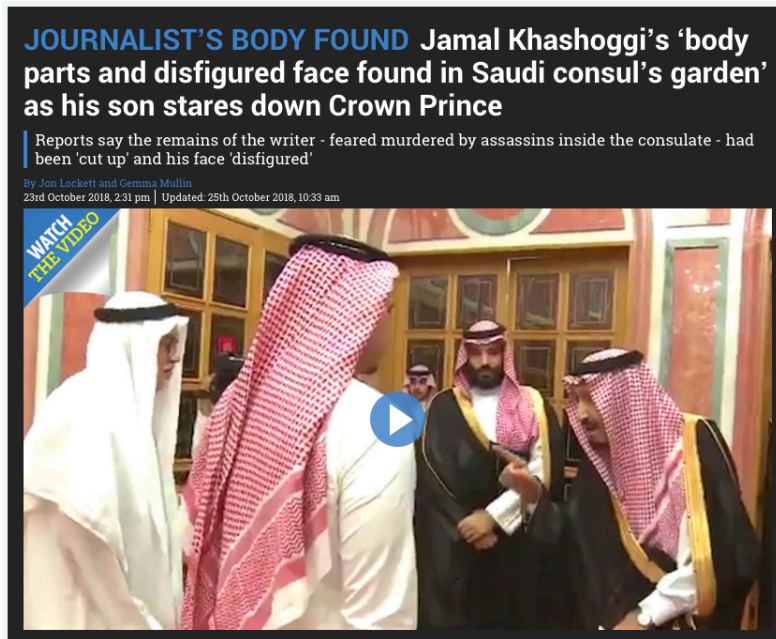 JOURNALIST’S BODY FOUND Jamal Khashoggi’s ‘body
parts and disfigured face found in Saudi consul’s garden’
as his son stares down Crown Prince
Reports say the remains of the writer - feared murdered by assassins inside the consulate - had
been 'cut up' and his face 'disfigured'
By Jon Lockett and Gemma Mullin
23rd October 2018, 2:31 pm | Updated: 25th October 2018, 10:33 am
WATCH
THE VIDEO